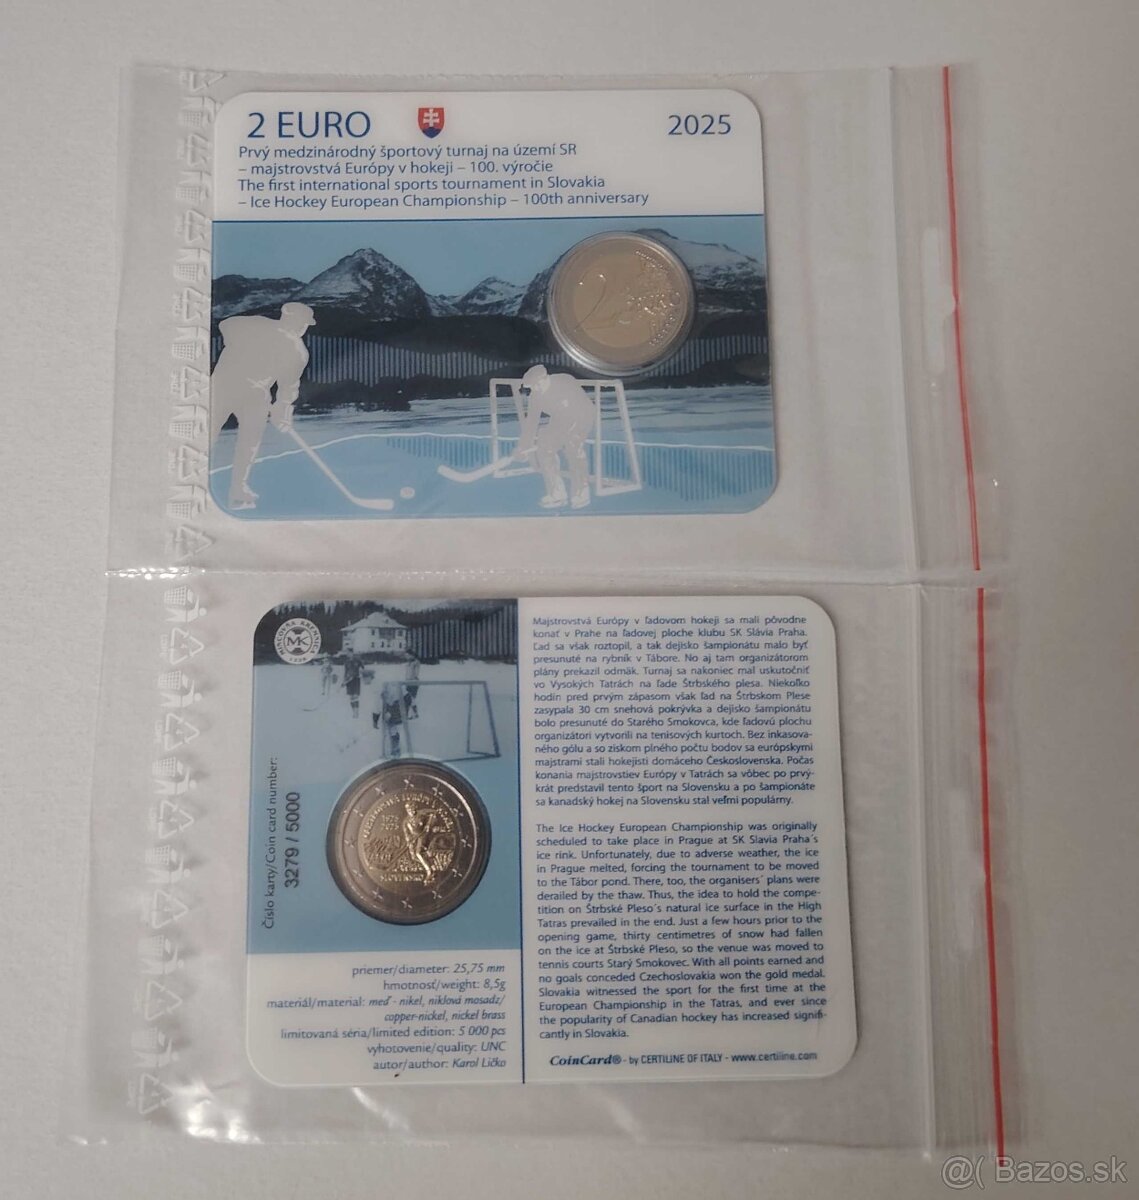 2 EURO
2025
Prvý medzinárodný športový turnaj na území SR
– majstrovstvá Európy v hokeji – 100. výročie
The first international sports tournament in Slovakia
– Ice Hockey European Championship – 100th anniversary
2 EURO
MK
Číslo karty/Coin card number:
3279 / 5000
1925
2025
SLOVENSKO
priemer/diameter: 25,75 mm
hmotnosť/weight: 8,5g
materiál/material: meď - nikel, niklová mosadz/
copper-nickel, nickel brass
limitovaná séria/limited edition: 5 000 pcs
vyhotovenie/quality: UNC
autor/author: Karol Ličko
Majstrovstvá Európy v ľadovom hokeji sa mali pôvodne
konať v Prahe na ľadovej ploche klubu SK Slávia Praha.
Ľad sa však roztopil, a tak dejisko šampionátu malo byť
presunuté na rybník v Tábore. No aj tam organizátorom
plány prekazil odmäk. Turnaj sa nakoniec mal uskutočniť
vo Vysokých Tatrách na ľade Štrbského plesa. Niekoľko
hodín pred prvým zápasom však ľad na Štrbskom Plese
zasypala 30 cm snehová pokrývka a dejisko šampionátu
bolo presunuté do Starého Smokovca, kde ľadovú plochu
organizátori vytvorili na tenisových kurtoch. Bez inkasova-
ného gólu a so ziskom plného počtu bodov sa európskymi
majstrami stali hokejisti domáceho Československa. Počas
konania majstrovstiev Európy v Tatrách sa vôbec po prvý-
krát predstavil tento šport na Slovensku a po šampionáte
sa kanadský hokej na Slovensku stal veľmi populárny.
The Ice Hockey European Championship was originally
scheduled to take place in Prague at SK Slavia Praha´s
ice rink. Unfortunately, due to adverse weather, the ice
in Prague melted, forcing the tournament to be moved
to the Tábor pond. There, too, the organisers´ plans were
derailed by the thaw. Thus, the idea to hold the compe-
tition on Štrbské Pleso´s natural ice surface in the High
Tatras prevailed in the end. Just a few hours prior to the
opening game, thirty centimetres of snow had fallen
on the ice at Štrbské Pleso, so the venue was moved to
tennis courts Starý Smokovec. With all points earned and
no goals conceded Czechoslovakia won the gold medal.
Slovakia witnessed the sport for the first time at the
European Championship in the Tatras, and ever since
the popularity of Canadian hockey has increased signifi-
cantly in Slovakia.
CoinCard® - by CERTILINE OF ITALY - www.certiline.com
@( Bazos.sk